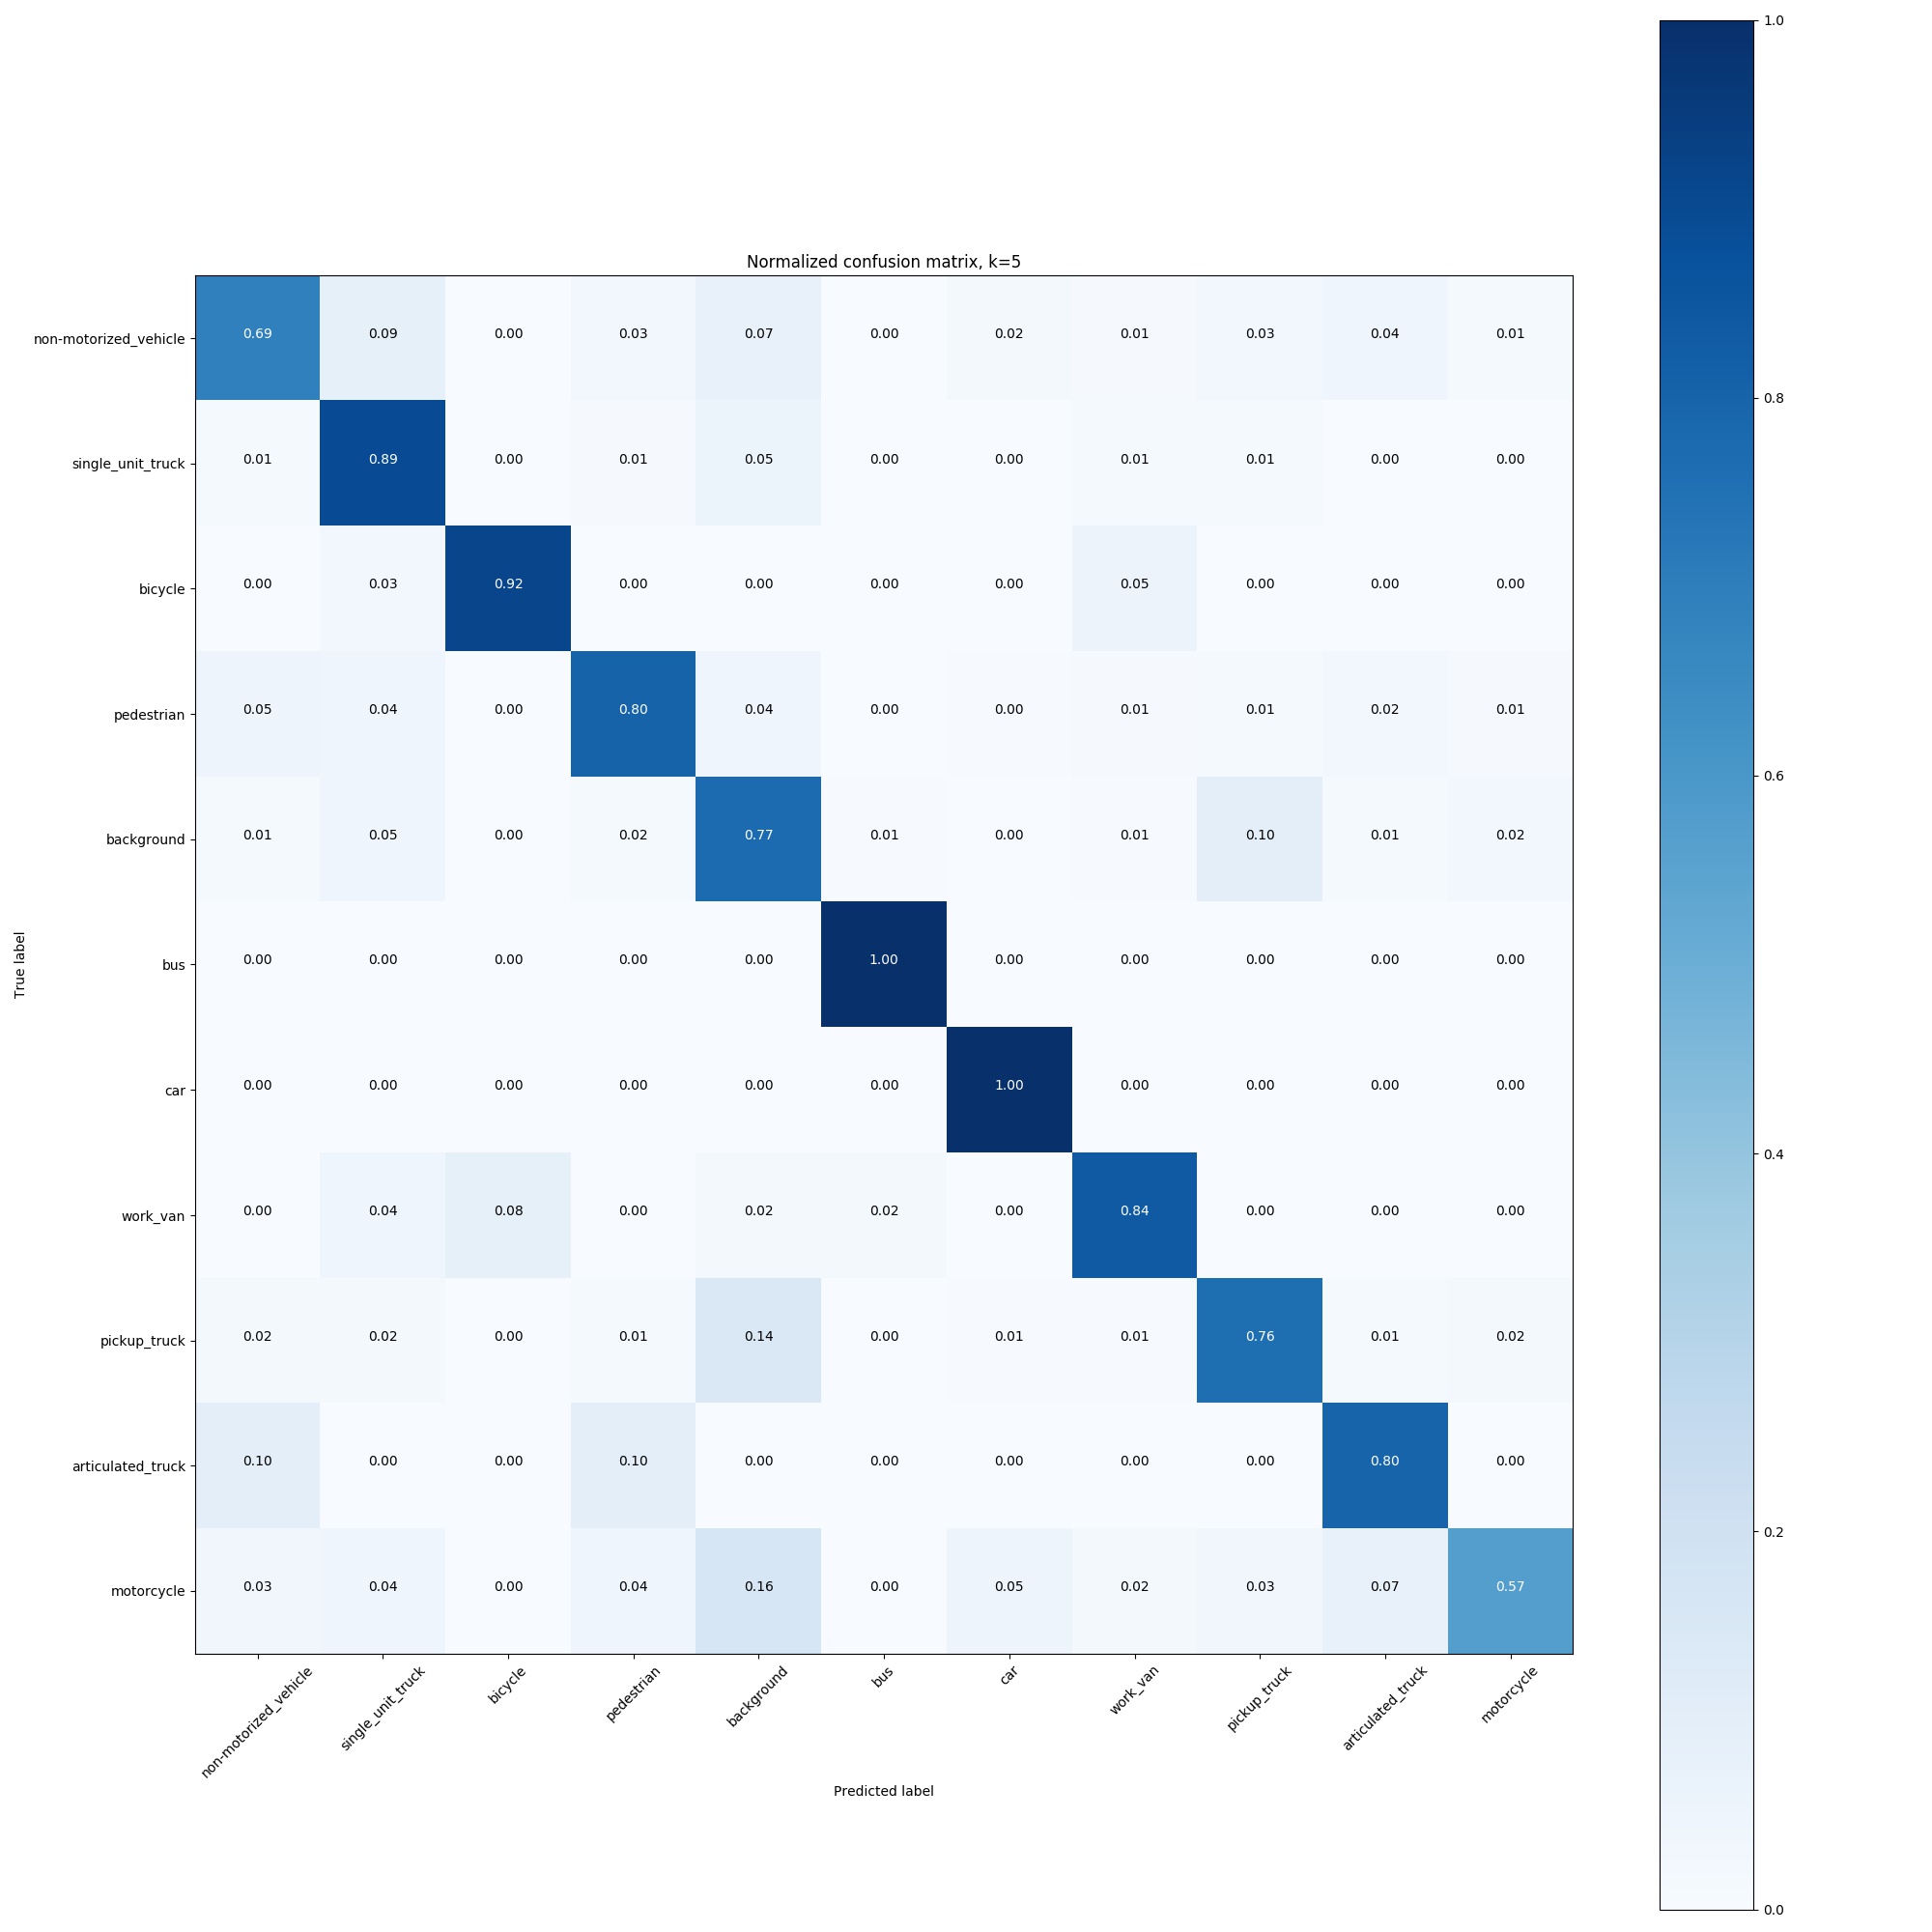 Normalized confusion matrix, k=5
True label
non-motorized_vehicle 0.69 0.09 0.00 0.03 0.07 0.00 0.02 0.01 0.03 0.04 0.01
single_unit_truck 0.01 0.89 0.00 0.01 0.05 0.00 0.00 0.01 0.01 0.00 0.00
bicycle 0.00 0.03 0.92 0.00 0.00 0.00 0.00 0.05 0.00 0.00 0.00
pedestrian 0.05 0.04 0.00 0.80 0.04 0.00 0.00 0.01 0.01 0.02 0.01
background 0.01 0.05 0.00 0.02 0.77 0.01 0.00 0.01 0.10 0.01 0.02
bus 0.00 0.00 0.00 0.00 0.00 1.00 0.00 0.00 0.00 0.00 0.00
car 0.00 0.00 0.00 0.00 0.00 0.00 1.00 0.00 0.00 0.00 0.00
work_van 0.00 0.04 0.08 0.00 0.02 0.02 0.00 0.84 0.00 0.00 0.00
pickup_truck 0.02 0.02 0.00 0.01 0.14 0.00 0.01 0.01 0.76 0.01 0.02
articulated_truck 0.10 0.00 0.00 0.10 0.00 0.00 0.00 0.00 0.00 0.80 0.00
motorcycle 0.03 0.04 0.00 0.04 0.16 0.00 0.05 0.02 0.03 0.07 0.57
non-motorized_vehicle single_unit_truck bicycle pedestrian background bus car work_van pickup_truck articulated_truck motorcycle
Predicted label
1.0
0.8
0.6
0.4
0.2
0.0